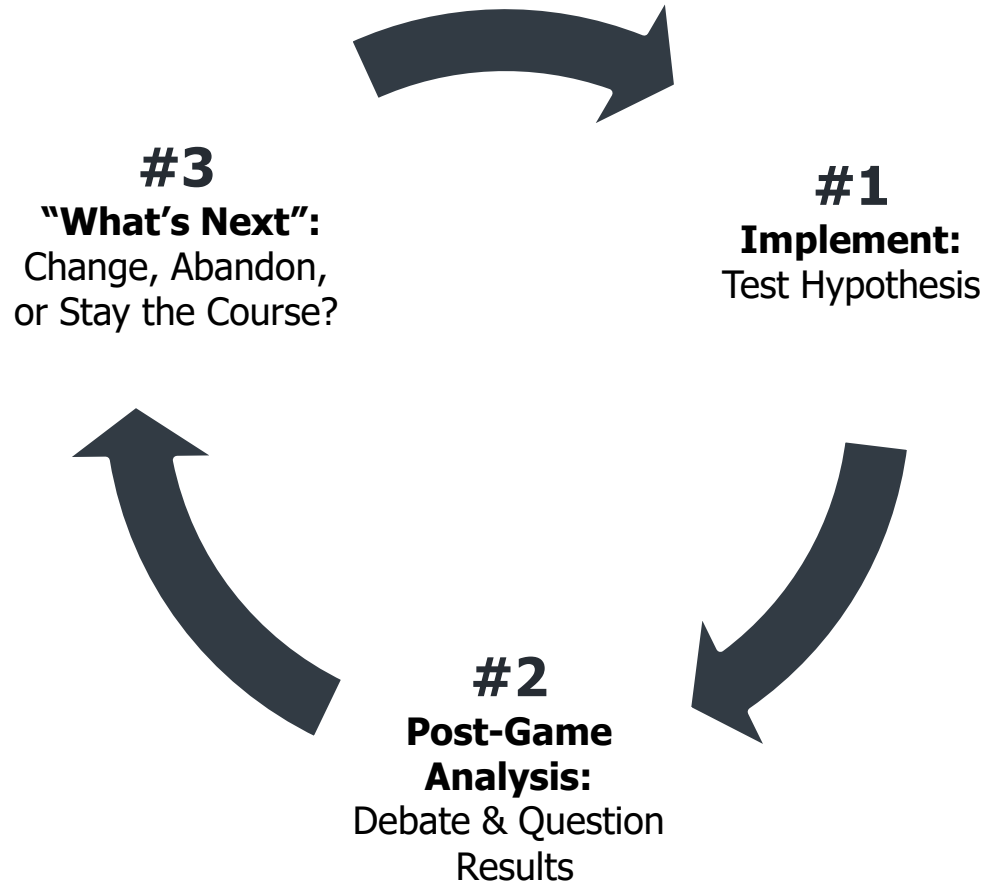 #1
Implement:
Test Hypothesis
#2
Post-Game
Analysis:
Debate & Question
Results
#3
“What’s Next”:
Change, Abandon,
or Stay the Course?